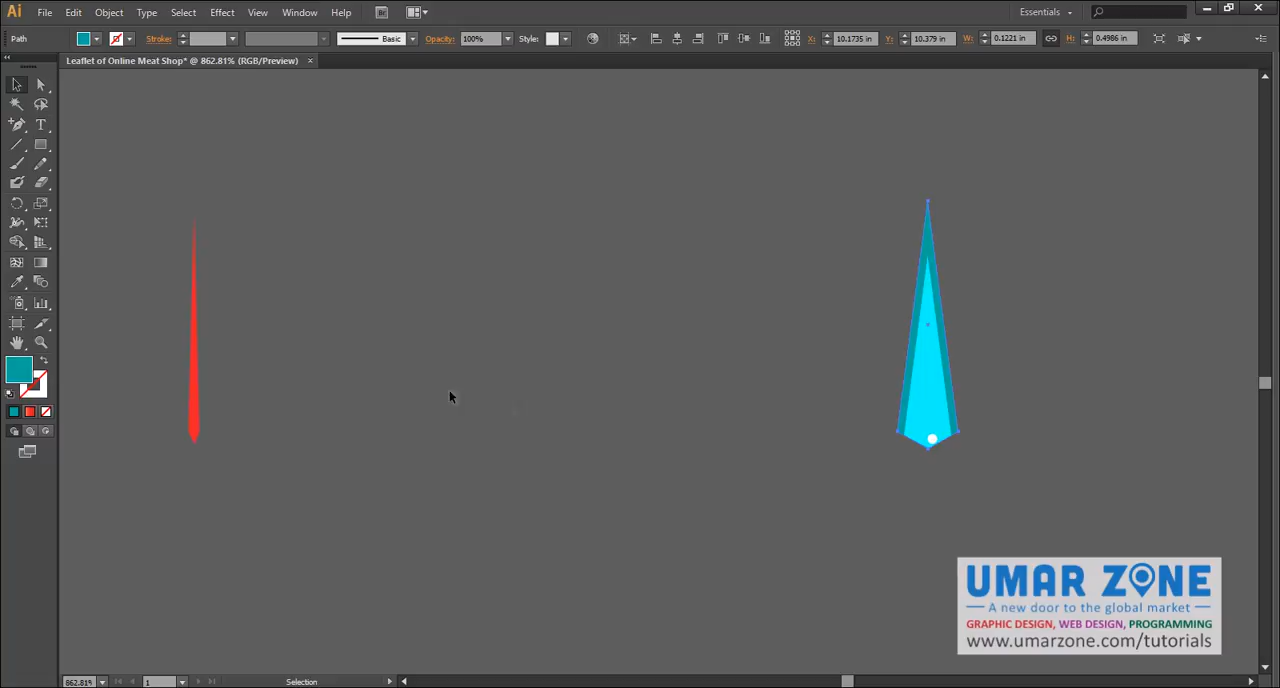 Ai File Edit Object Type Select Effect View Window Help Br Essentials
Path Stroke: Basic Opacity: 100% Style: X: 10.1735 in Y: 10.379 in W: 0.1221 in H: 0.4986 in
Leaflet of Online Meat Shop* @ 862.81% (RGB/Preview) ×
T
UMAR ZONE
A new door to the global market
GRAPHIC DESIGN, WEB DESIGN, PROGRAMMING
www.umarzone.com/tutorials
862.81% 1 Selection